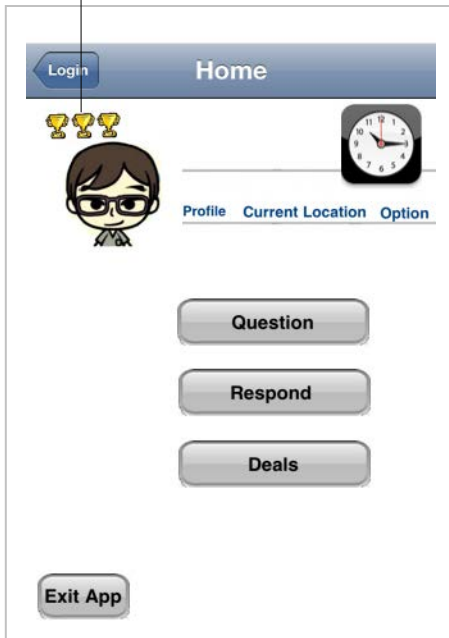 Login
Home
Profile Current Location Option
Question
Respond
Deals
Exit App